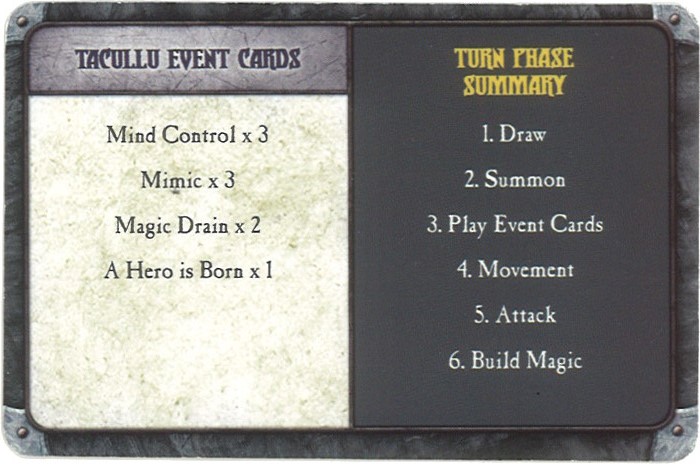 TACULLU EVENT CARDS
Mind Control x 3
Mimic x 3
Magic Drain x 2
A Hero is Born x 1
TURN PHASE
SUMMARY
1. Draw
2. Summon
3. Play Event Cards
4. Movement
5. Attack
6. Build Magic